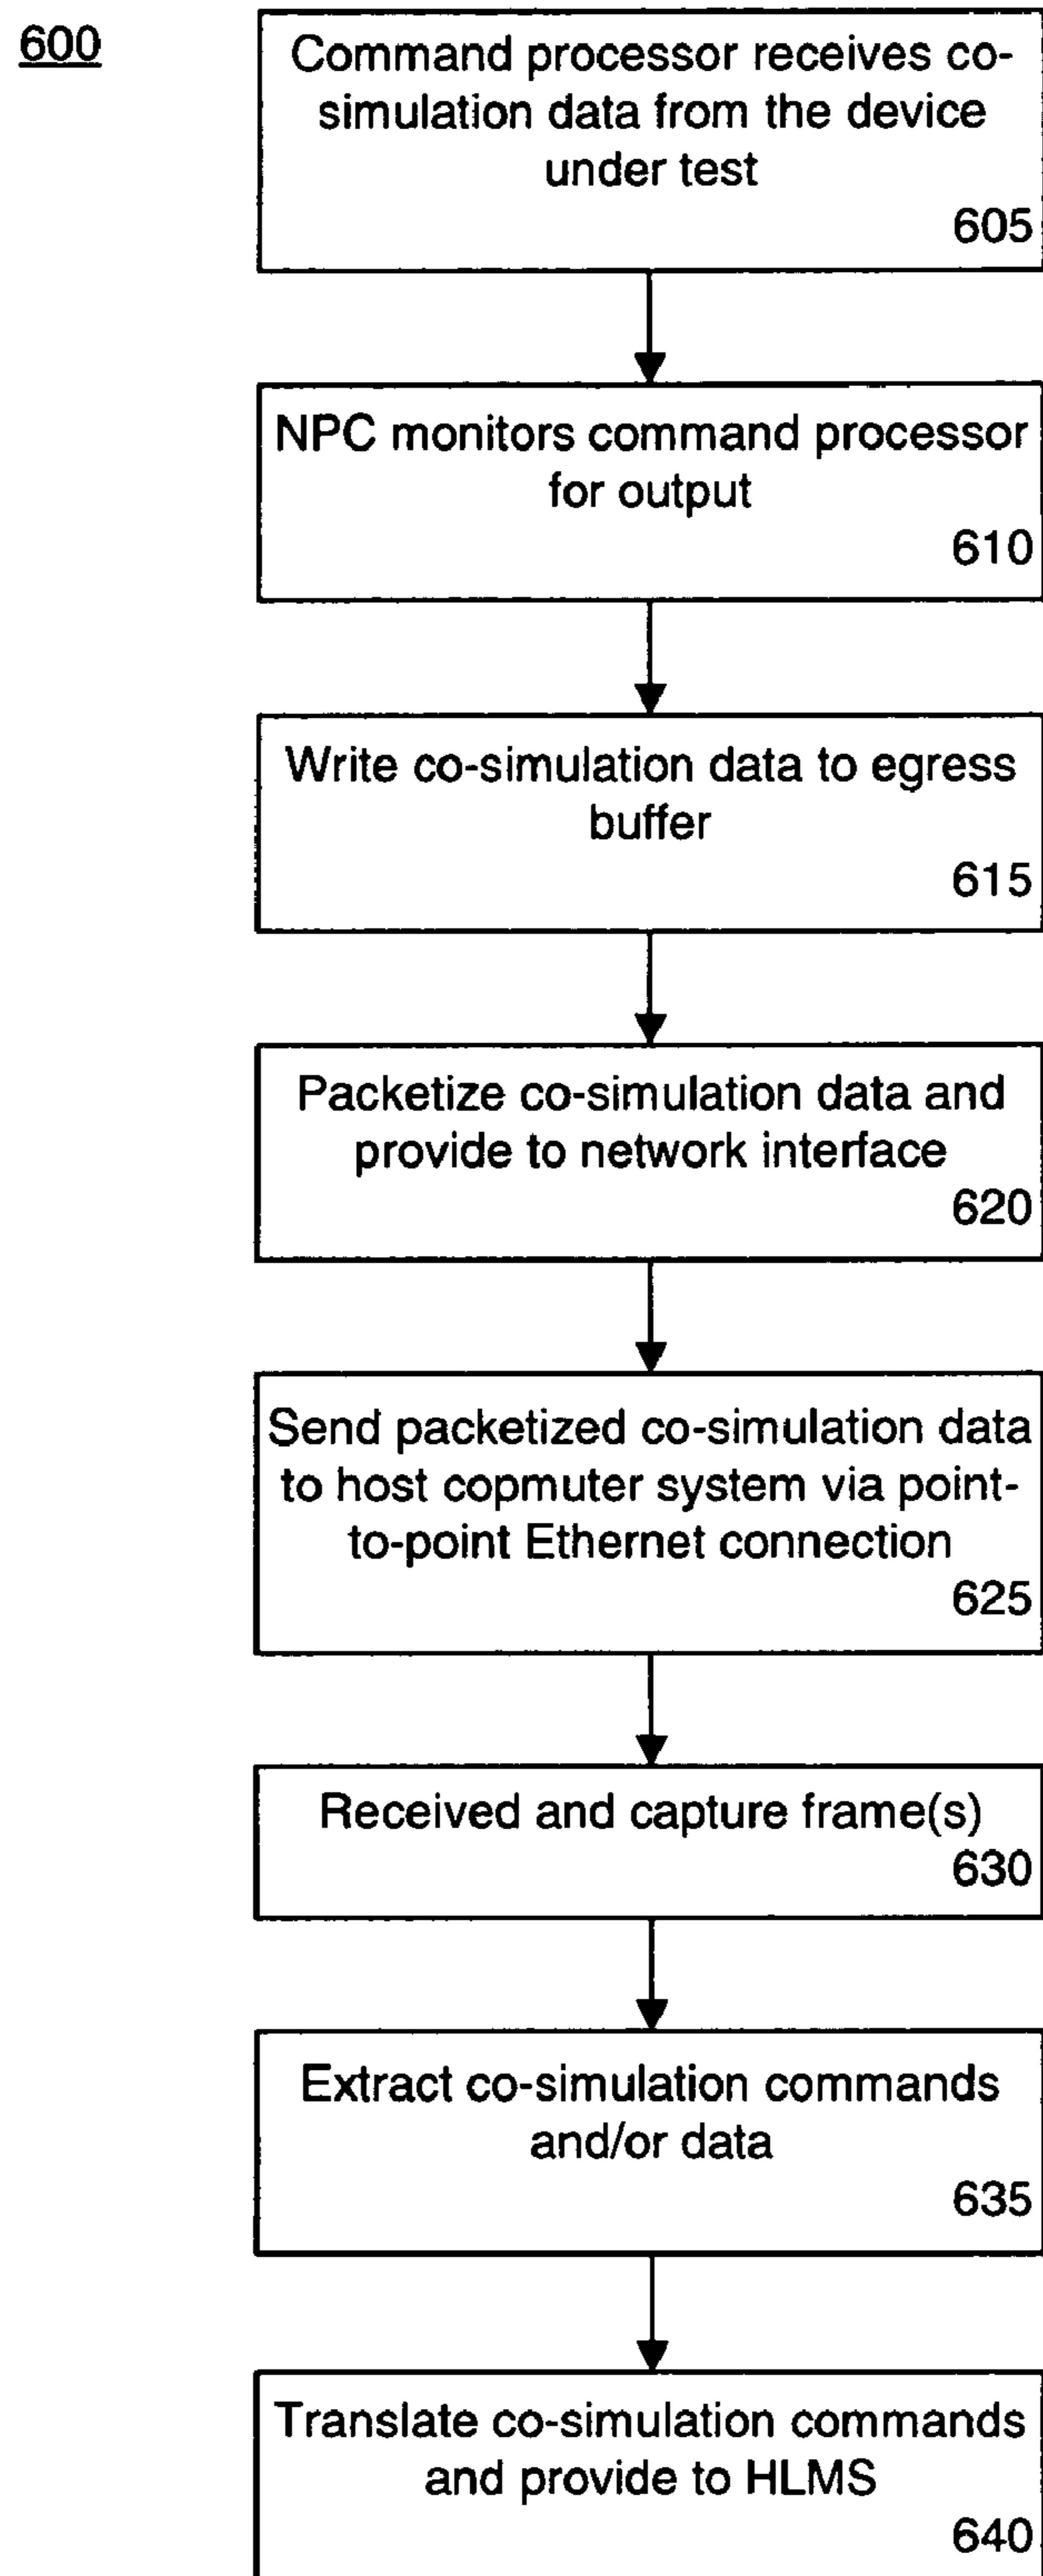 600
Command processor receives co-
simulation data from the device
under test
605
NPC monitors command processor
for output
610
Write co-simulation data to egress
buffer
615
Packetize co-simulation data and
provide to network interface
620
Send packetized co-simulation data
to host copmuter system via point-
to-point Ethernet connection
625
Received and capture frame(s)
630
Extract co-simulation commands
and/or data
635
Translate co-simulation commands
and provide to HLMS
640